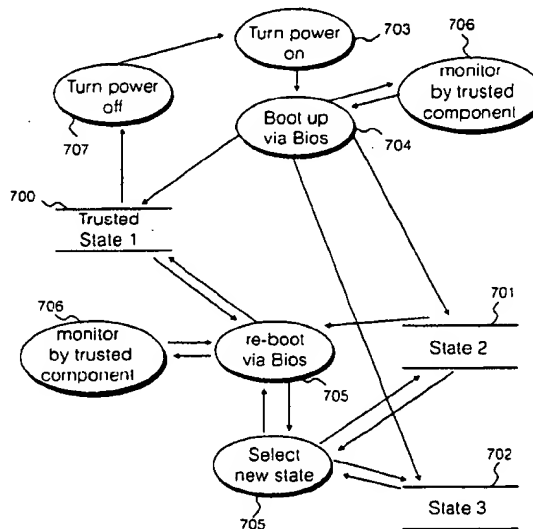 Turn power
on
703
706
monitor
by trusted
component
Turn power
off
707
Boot up
via Bios
704
700
Trusted
State 1
701
State 2
706
monitor
by trusted
component
re-boot
via Bios
705
Select
new state
705
702
State 3